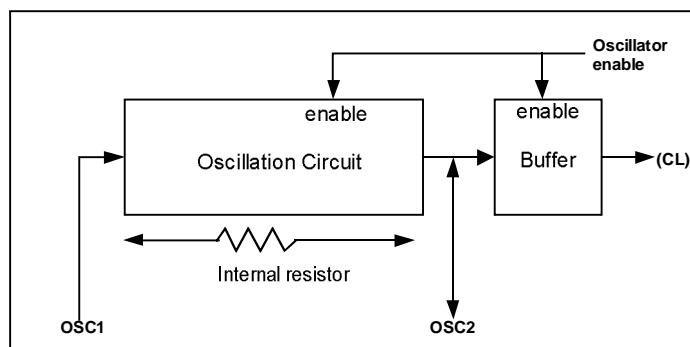 Oscillator
enable
enable
enable
Oscillation Circuit
Buffer
(CL)
Internal resistor
OSC1
OSC2